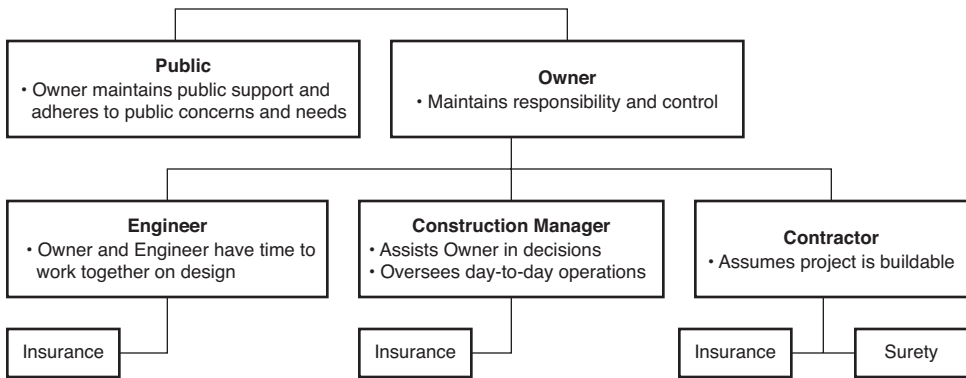 Public
• Owner maintains public support and
adheres to public concerns and needs
Owner
• Maintains responsibility and control
Engineer
• Owner and Engineer have time to
work together on design
Construction Manager
• Assists Owner in decisions
• Oversees day-to-day operations
Contractor
• Assumes project is buildable
Insurance
Insurance
Insurance
Surety